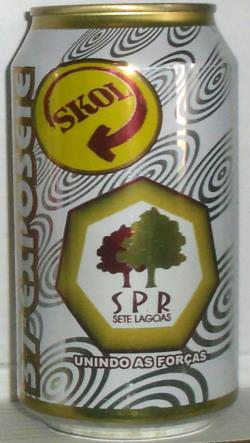 SKOL
SPR
SETE LAGOAS
UNINDO AS FORÇAS